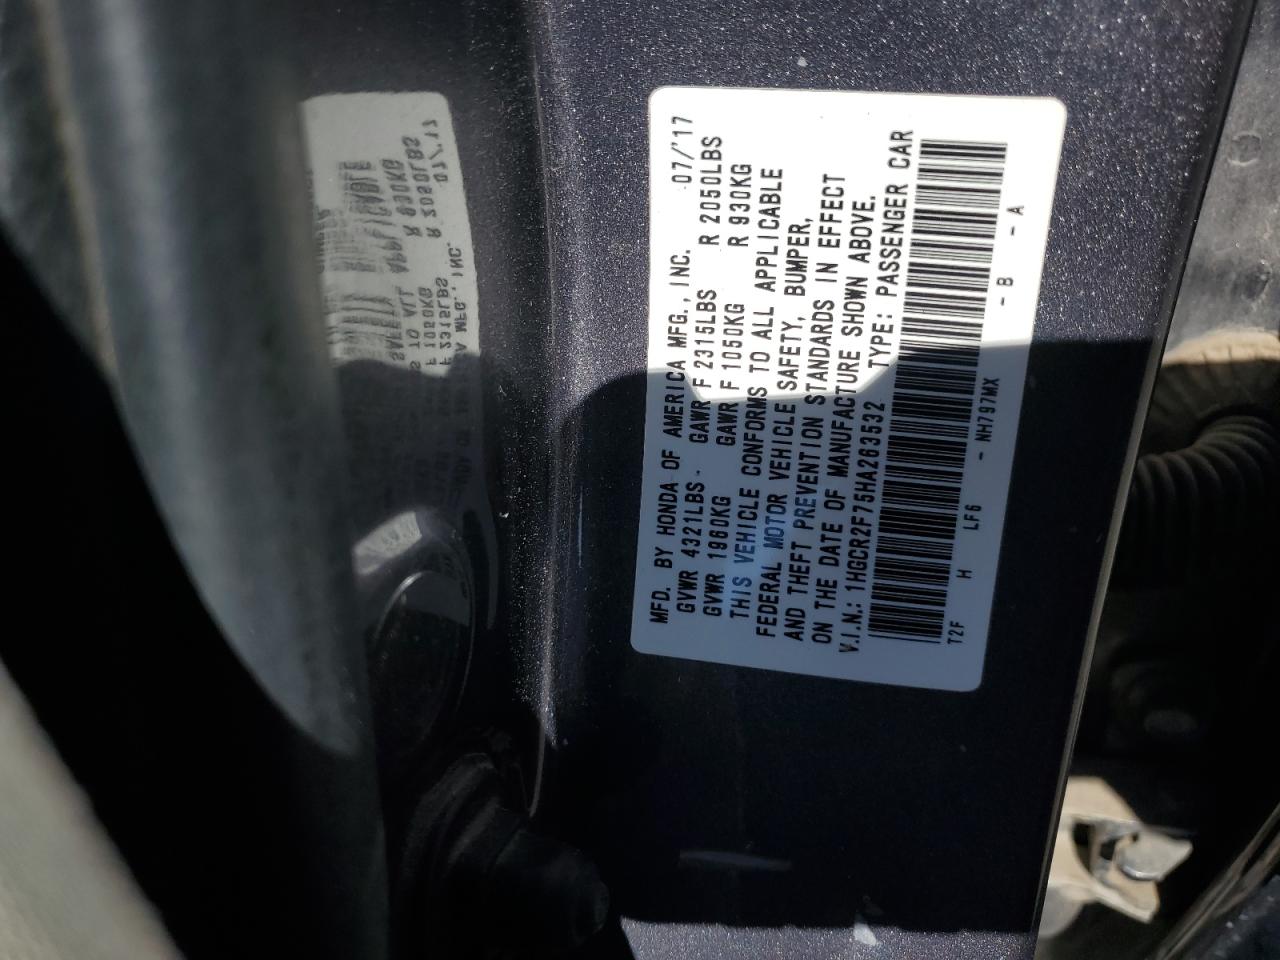 MFD. BY HONDA OF AMERICA MFG., INC. 07/'17
GVWR 4321LBS GAWR F 2315LBS R 2050LBS
GVWR 1960KG GAWR F 1050KG R 930KG
THIS VEHICLE CONFORMS TO ALL APPLICABLE
FEDERAL MOTOR VEHICLE SAFETY, BUMPER,
AND THEFT PREVENTION STANDARDS IN EFFECT
ON THE DATE OF MANUFACTURE SHOWN ABOVE.
V.I.N.: 1HGCR2F75HA263532 TYPE: PASSENGER CAR
T2F H LF6 - NH797MX - B - A